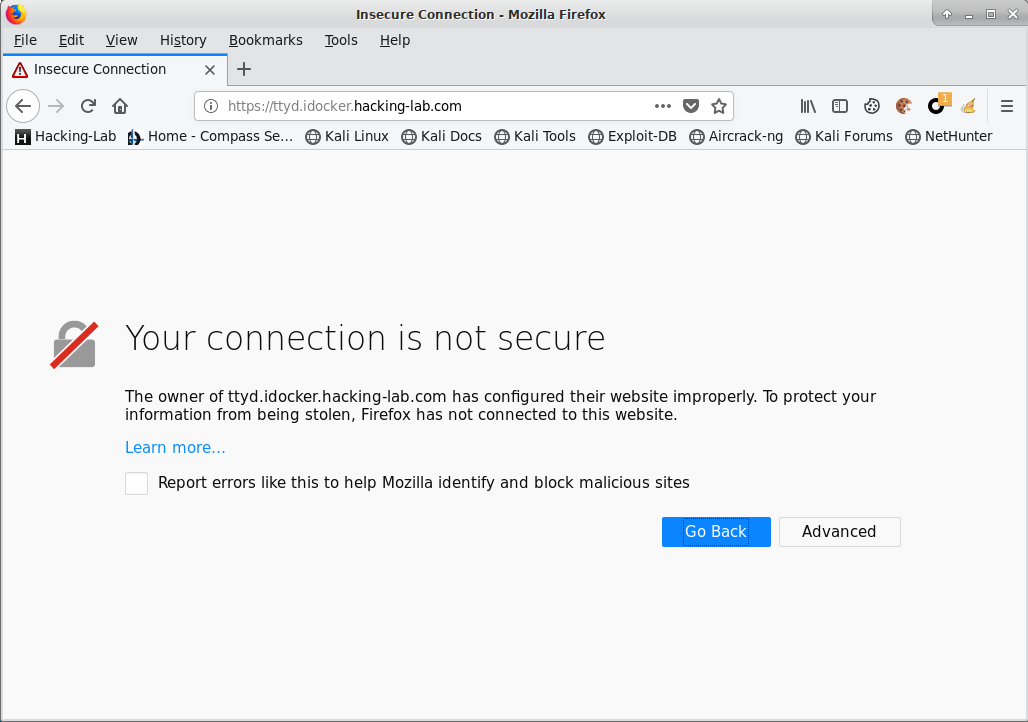 Insecure Connection - Mozilla Firefox
File Edit View History Bookmarks Tools Help
Insecure Connection
https://ttyd.idocker.hacking-lab.com
1
Hacking-Lab Home - Compass Se... Kali Linux Kali Docs Kali Tools Exploit-DB Aircrack-ng Kali Forums NetHunter
Your connection is not secure
The owner of ttyd.idocker.hacking-lab.com has configured their website improperly. To protect your
information from being stolen, Firefox has not connected to this website.
Learn more...
Report errors like this to help Mozilla identify and block malicious sites
Go Back Advanced